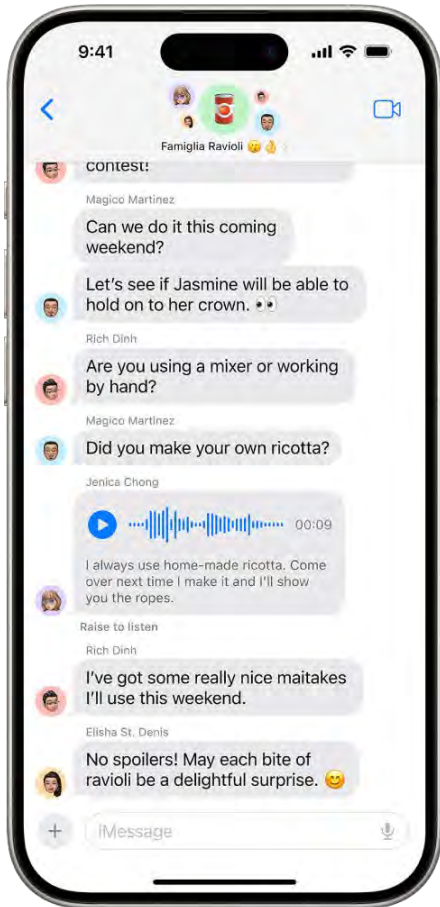 9:41
Famiglia Ravioli 🤫👌
contest!
Magico Martinez
Can we do it this coming
weekend?
Let's see if Jasmine will be able to
hold on to her crown. 👀
Rich Dinh
Are you using a mixer or working
by hand?
Magico Martinez
Did you make your own ricotta?
Jenica Chong
00:09
I always use home-made ricotta. Come
over next time I make it and I'll show
you the ropes.
Raise to listen
Rich Dinh
I've got some really nice maitakes
I'll use this weekend.
Elisha St. Denis
No spoilers! May each bite of
ravioli be a delightful surprise. 😊
iMessage